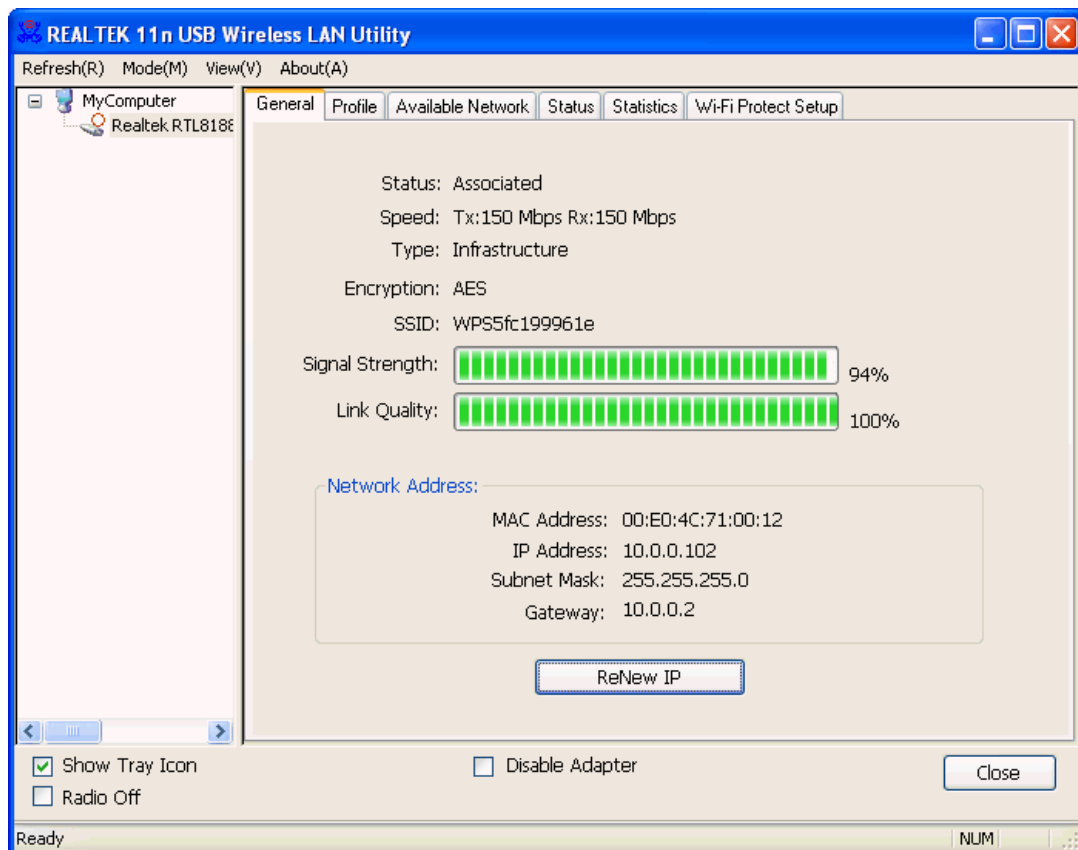 REALTEK 11n USB Wireless LAN Utility
Refresh(R) Mode(M) View(V) About(A)
MyComputer
Realtek RTL8188
General Profile Available Network Status Statistics Wi-Fi Protect Setup
Status: Associated
Speed: Tx:150 Mbps Rx:150 Mbps
Type: Infrastructure
Encryption: AES
SSID: WPS5fc199961e
Signal Strength: 94%
Link Quality: 100%
Network Address:
MAC Address: 00:E0:4C:71:00:12
IP Address: 10.0.0.102
Subnet Mask: 255.255.255.0
Gateway: 10.0.0.2
ReNew IP
Show Tray Icon
Radio Off
Disable Adapter
Close
Ready
NUM